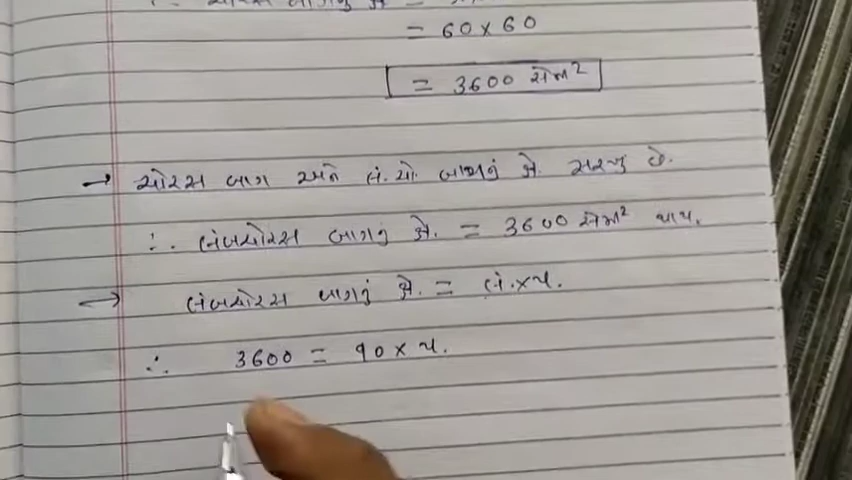 = 60 × 60
= 3600 સેમી²
→ ચોરસ બાગ અને લં.ચો. બાગનું ક્ષે. સરખું છે.
∴ લંબચોરસ બાગનું ક્ષે. = 3600 સેમી² થાય.
→ લંબચોરસ બાગનું ક્ષે. = લં. × પ.
∴ 3600 = 90 × પ.